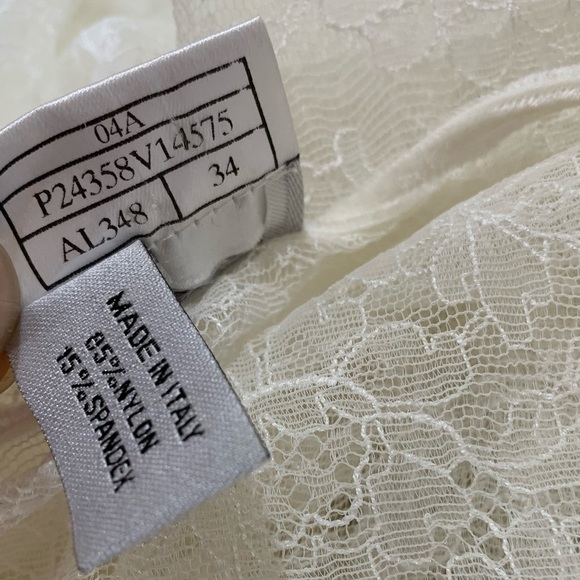 04A
P24358V14575
AL348 34
MADE IN ITALY
85%NYLON
15%SPANDEX